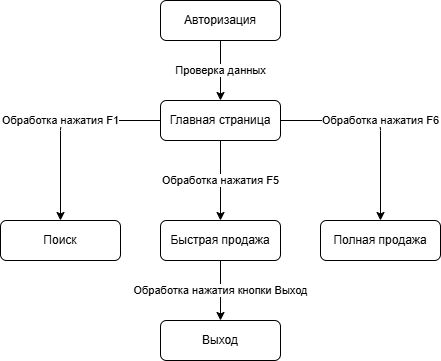 Авторизация
Проверка данных
Обработка нажатия F1
Главная страница
Обработка нажатия F6
Обработка нажатия F5
Поиск
Быстрая продажа
Полная продажа
Обработка нажатия кнопки Выход
Выход